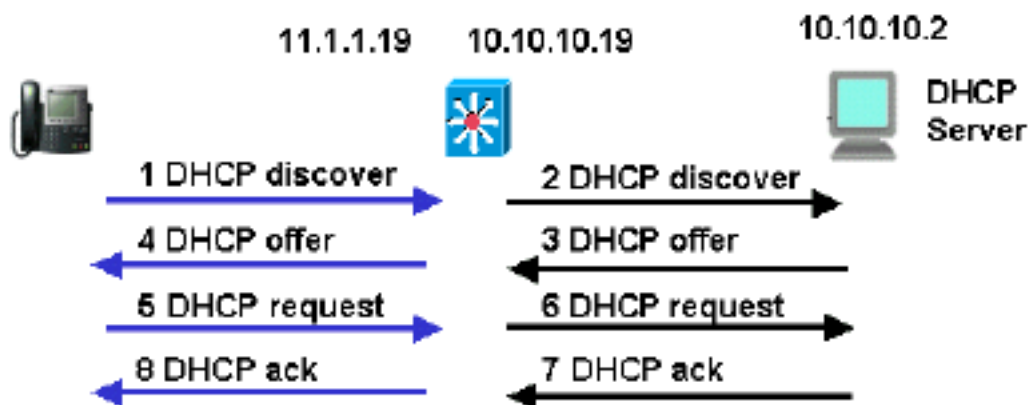 11.1.1.19
10.10.10.19
10.10.10.2
DHCP
Server
1 DHCP discover
2 DHCP discover
4 DHCP offer
3 DHCP offer
5 DHCP request
6 DHCP request
8 DHCP ack
7 DHCP ack